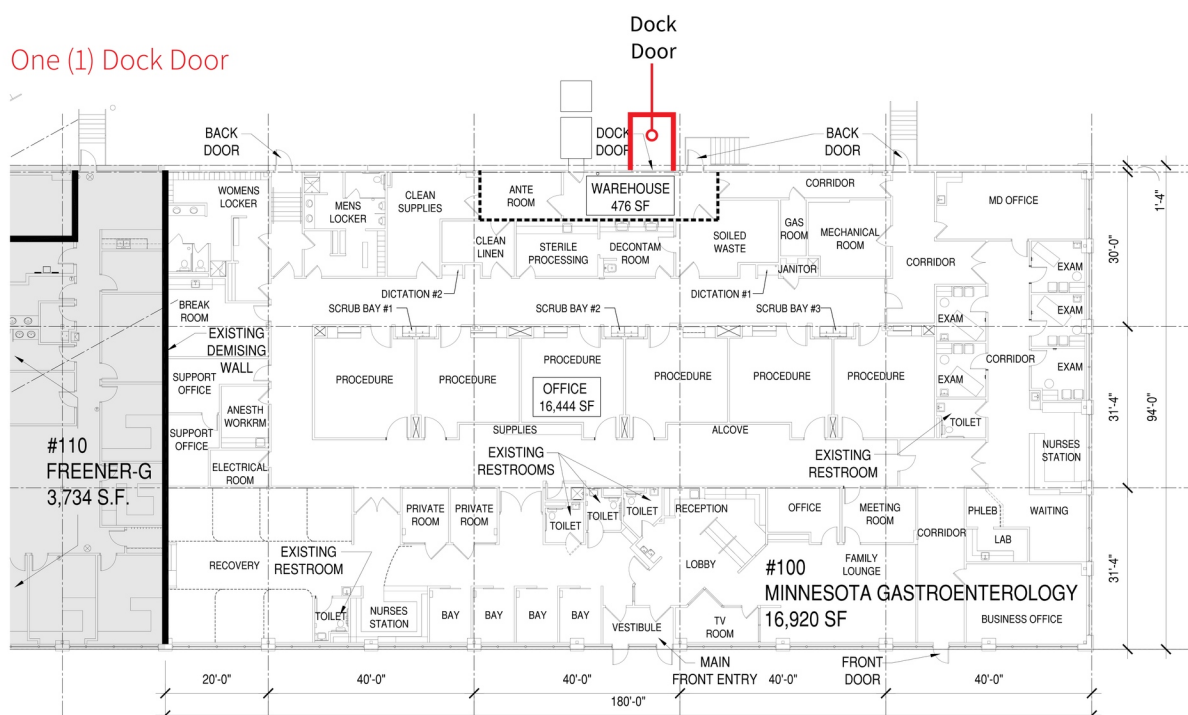 Dock
Door
One (1) Dock Door
BACK
DOOR
DOCK
DOOR
BACK
DOOR
WOMENS
LOCKER
MENS
LOCKER
CLEAN
SUPPLIES
ANTE
ROOM
WAREHOUSE
476 SF
CORRIDOR
MD OFFICE
1'-4"
CLEAN
LINEN
STERILE
PROCESSING
DECONTAM
ROOM
SOILED
WASTE
GAS
ROOM
MECHANICAL
ROOM
JANITOR
CORRIDOR
EXAM
30'-0"
DICTATION #2
DICTATION #1
BREAK
ROOM
SCRUB BAY #1
SCRUB BAY #2
SCRUB BAY #3
EXAM
EXAM
EXISTING
DEMISING
WALL
SUPPORT
OFFICE
PROCEDURE
PROCEDURE
PROCEDURE
PROCEDURE
PROCEDURE
PROCEDURE
OFFICE
16,444 SF
CORRIDOR
EXAM
EXAM
ANESTH
WORKRM
SUPPORT
OFFICE
SUPPLIES
ALCOVE
TOILET
31'-4"
94'-0"
#110
FREENER-G
3,734 S.F.
ELECTRICAL
ROOM
EXISTING
RESTROOMS
EXISTING
RESTROOM
NURSES
STATION
PRIVATE
ROOM
PRIVATE
ROOM
TOILET
TOILET
TOILET
RECEPTION
OFFICE
MEETING
ROOM
CORRIDOR
PHLEB
WAITING
LAB
EXISTING
RESTROOM
RECOVERY
LOBBY
FAMILY
LOUNGE
#100
MINNESOTA GASTROENTEROLOGY
16,920 SF
31'-4"
TOILET
NURSES
STATION
BAY
BAY
BAY
BAY
VESTIBULE
TV
ROOM
BUSINESS OFFICE
MAIN
FRONT ENTRY
FRONT
DOOR
20'-0"
40'-0"
40'-0"
40'-0"
40'-0"
180'-0"